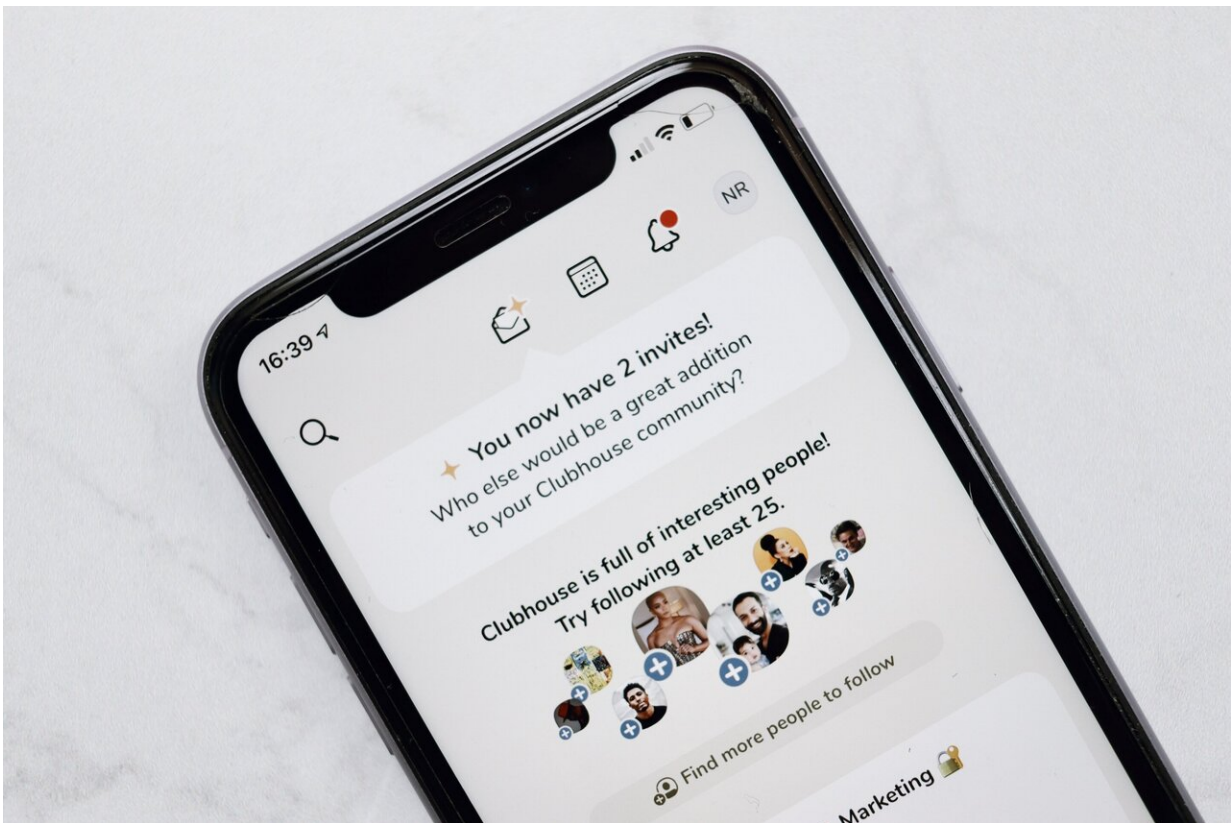 16:39
NR
You now have 2 invites!
Who else would be a great addition
to your Clubhouse community?
Clubhouse is full of interesting people!
Try following at least 25.
Find more people to follow
Marketing